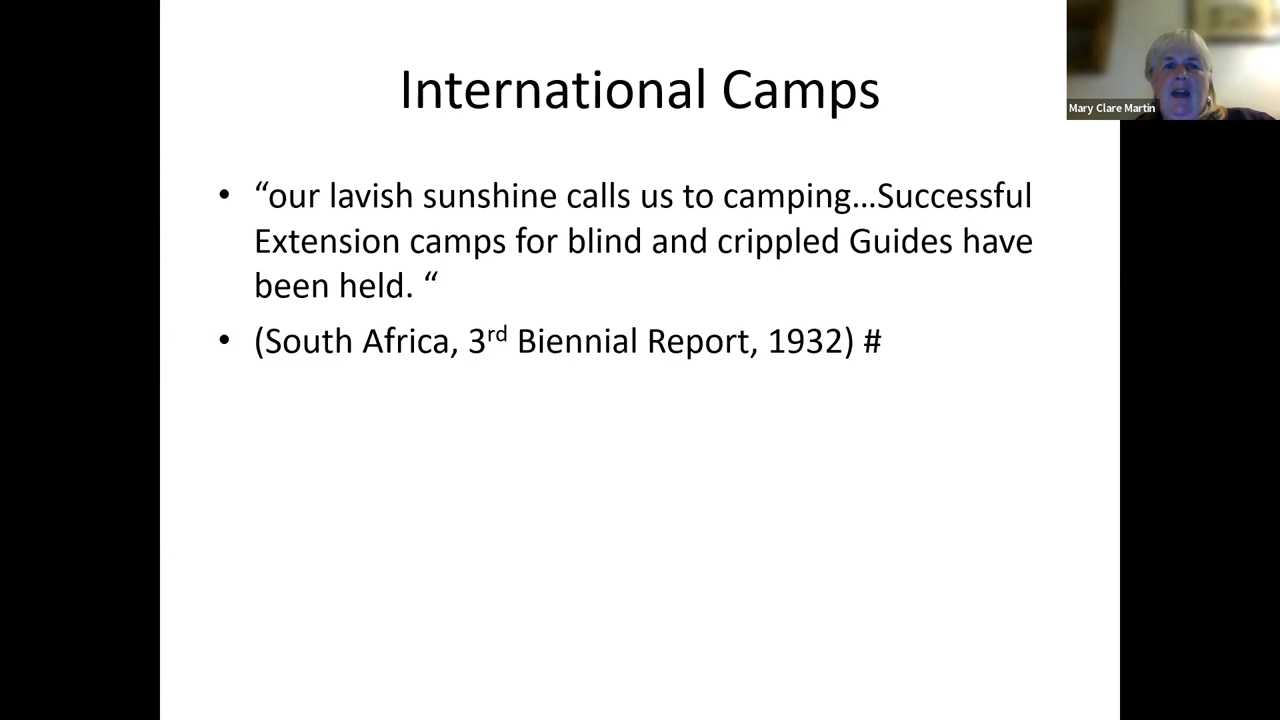 International Camps
Mary Clare Martin
• “our lavish sunshine calls us to camping…Successful
Extension camps for blind and crippled Guides have
been held. “
• (South Africa, 3rd Biennial Report, 1932) #